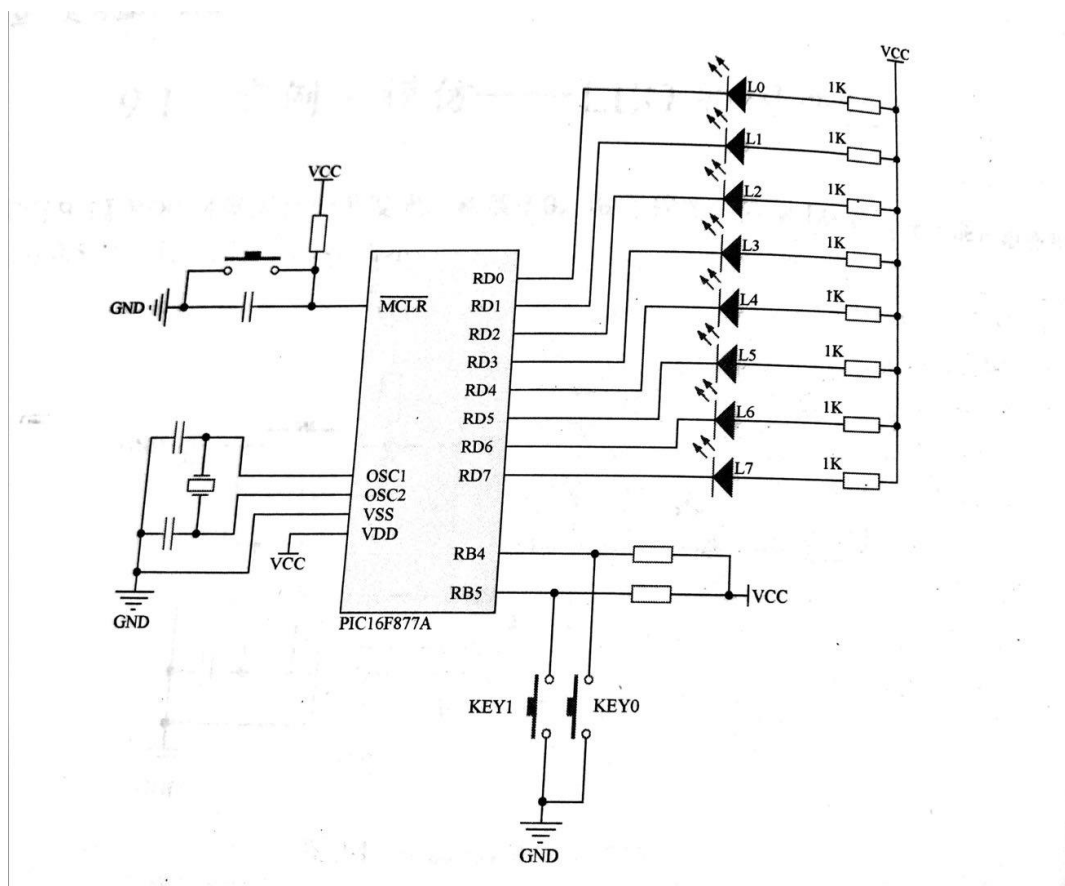 VCC
L0 1K
L1 1K
L2 1K
L3 1K
L4 1K
L5 1K
L6 1K
L7 1K
VCC
GND
MCLR
RD0
RD1
RD2
RD3
RD4
RD5
RD6
RD7
OSC1
OSC2
VSS
VDD
VCC
GND
RB4
RB5
VCC
PIC16F877A
KEY1 KEY0
GND